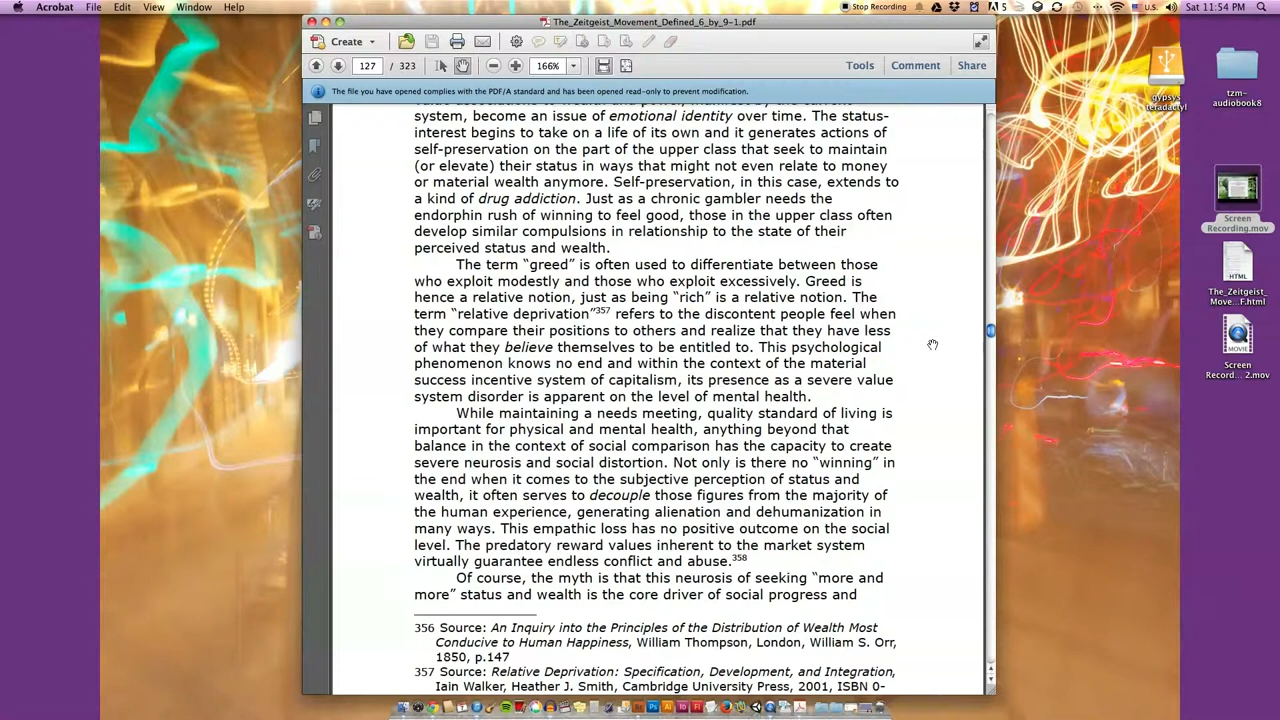 Acrobat File Edit View Window Help
Stop Recording
5
U.S.
Sat 11:54 PM
The_Zeitgeist_Movement_Defined_6_by_9-1.pdf
Create
127 / 323
166%
Tools Comment Share
The file you have opened complies with the PDF/A standard and has been opened read-only to prevent modification.
system, become an issue of emotional identity over time. The status-
interest begins to take on a life of its own and it generates actions of
self-preservation on the part of the upper class that seek to maintain
(or elevate) their status in ways that might not even relate to money
or material wealth anymore. Self-preservation, in this case, extends to
a kind of drug addiction. Just as a chronic gambler needs the
endorphin rush of winning to feel good, those in the upper class often
develop similar compulsions in relationship to the state of their
perceived status and wealth.
The term “greed” is often used to differentiate between those
who exploit modestly and those who exploit excessively. Greed is
hence a relative notion, just as being “rich” is a relative notion. The
term “relative deprivation”357 refers to the discontent people feel when
they compare their positions to others and realize that they have less
of what they believe themselves to be entitled to. This psychological
phenomenon knows no end and within the context of the material
success incentive system of capitalism, its presence as a severe value
system disorder is apparent on the level of mental health.
While maintaining a needs meeting, quality standard of living is
important for physical and mental health, anything beyond that
balance in the context of social comparison has the capacity to create
severe neurosis and social distortion. Not only is there no “winning” in
the end when it comes to the subjective perception of status and
wealth, it often serves to decouple those figures from the majority of
the human experience, generating alienation and dehumanization in
many ways. This empathic loss has no positive outcome on the social
level. The predatory reward values inherent to the market system
virtually guarantee endless conflict and abuse.358
Of course, the myth is that this neurosis of seeking “more and
more” status and wealth is the core driver of social progress and
356 Source: An Inquiry into the Principles of the Distribution of Wealth Most
Conducive to Human Happiness, William Thompson, London, William S. Orr,
1850, p.147
357 Source: Relative Deprivation: Specification, Development, and Integration,
Iain Walker, Heather J. Smith, Cambridge University Press, 2001, ISBN 0-
gypsys
teradactyl
tzm-
audiobook8
Screen
Recording.mov
HTML
The_Zeitgeist_
Move...F.html
MOVIE
Screen
Record... 2.mov